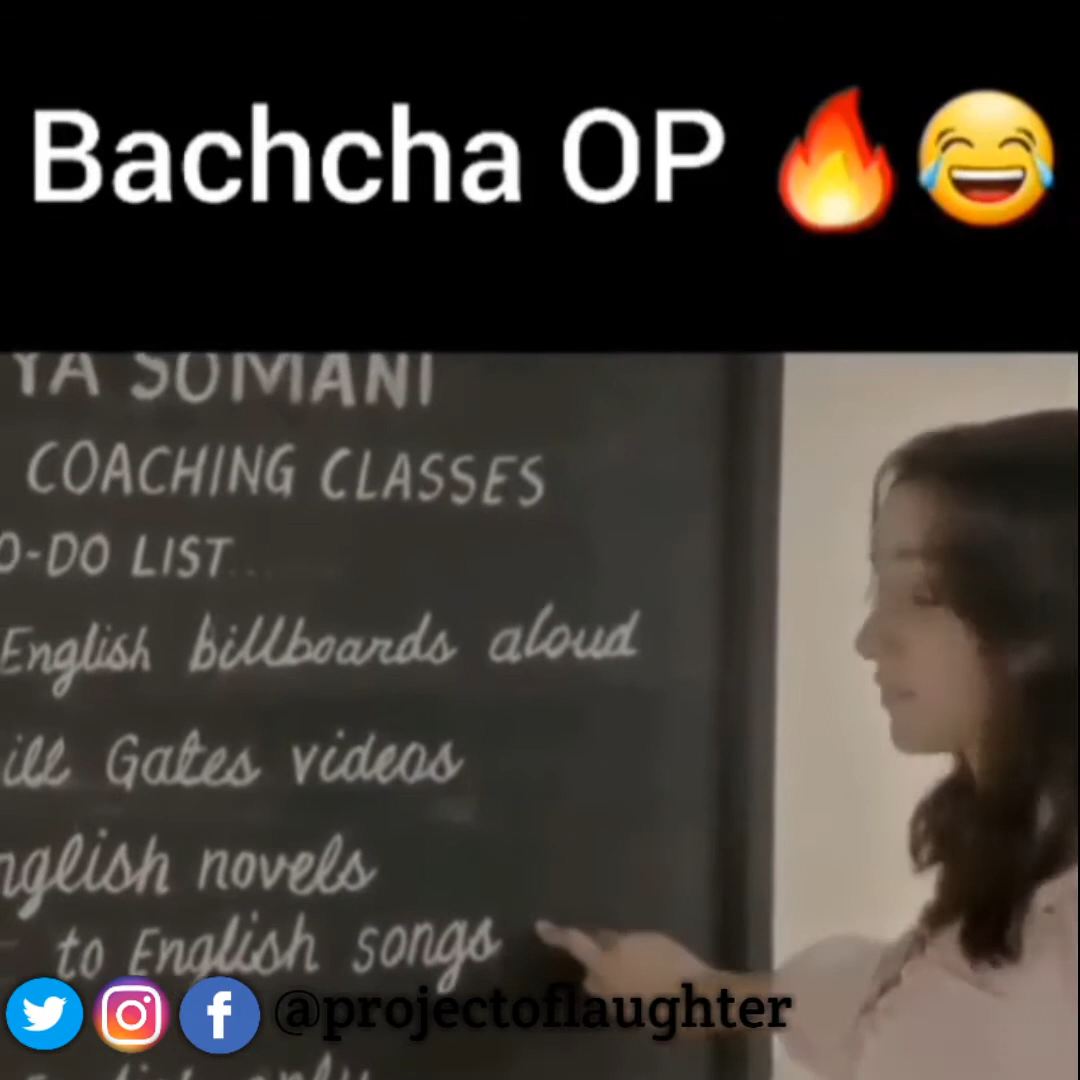 Bachcha OP 🔥😂
YA SOMANI
COACHING CLASSES
O-DO LIST...
English billboards aloud
ill Gates videos
nglish novels
- to English songs
@projectoflaughter